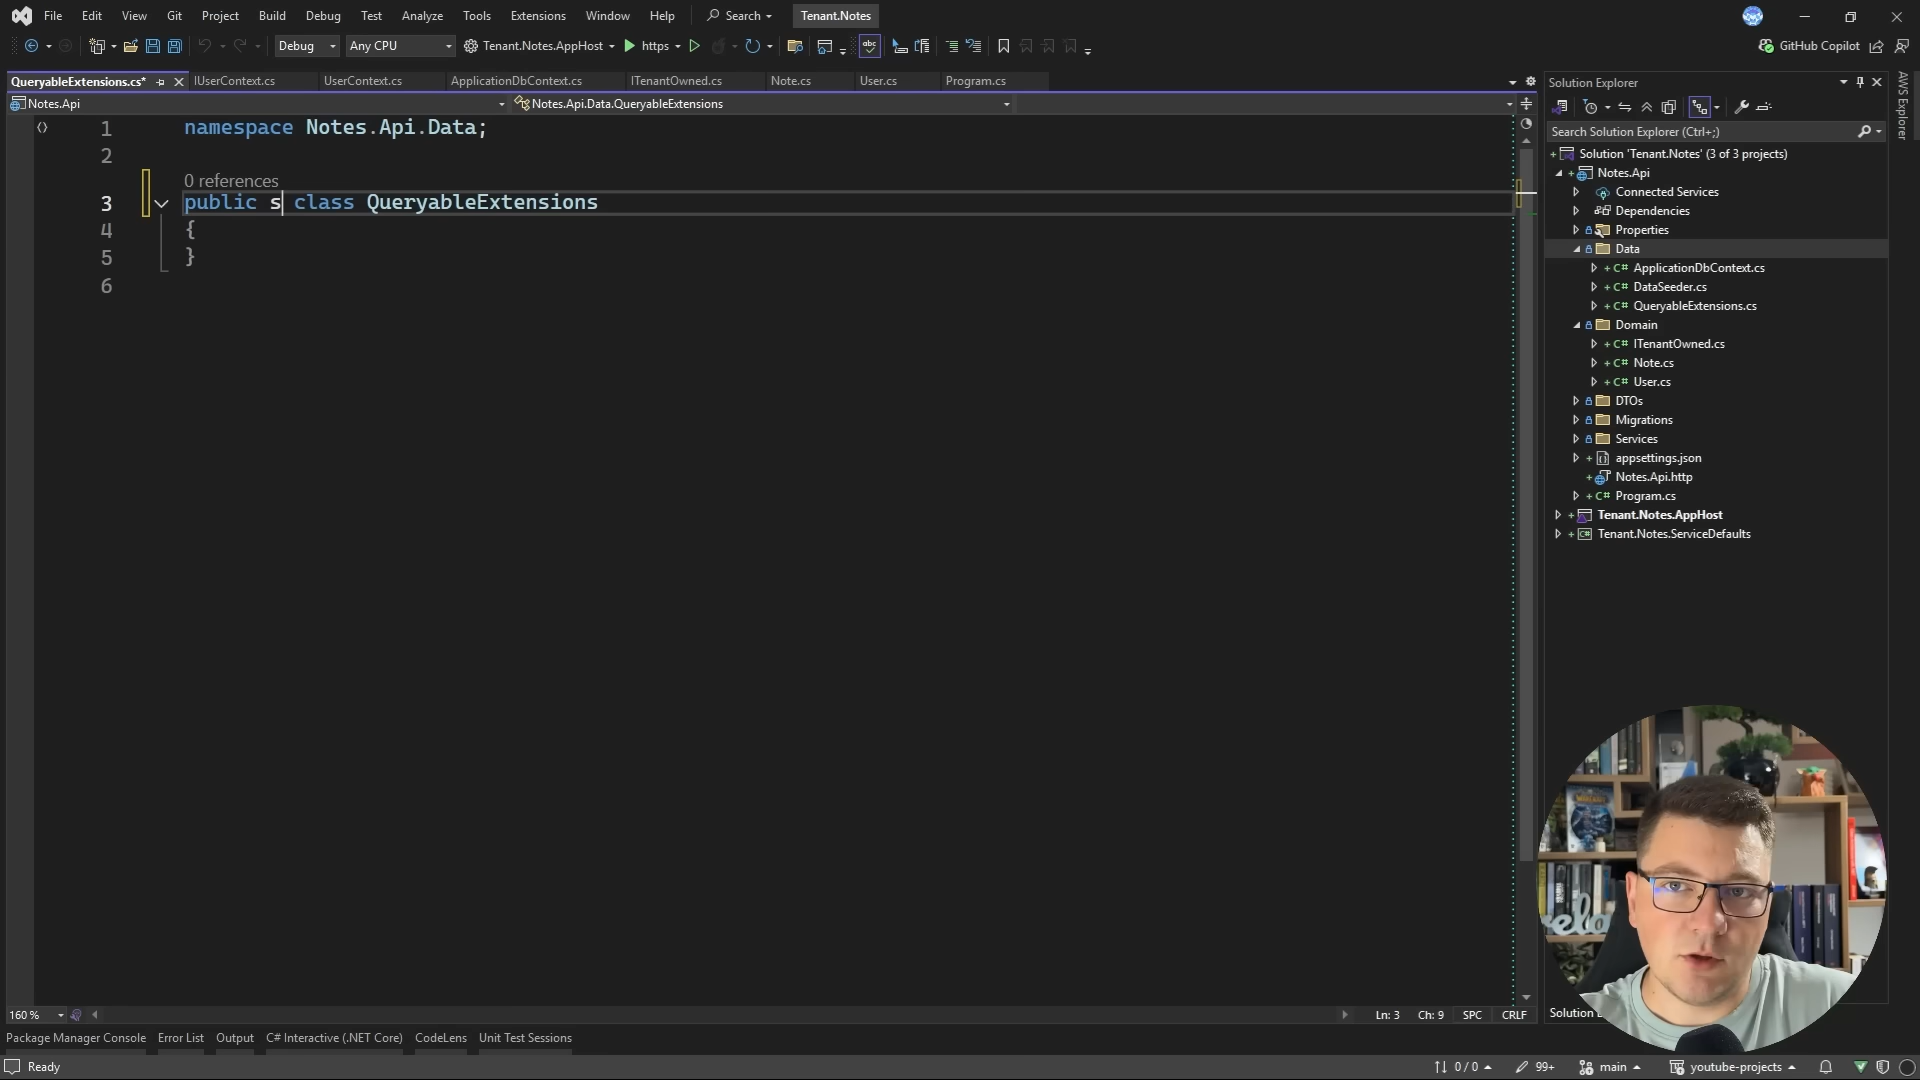 File Edit View Git Project Build Debug Test Analyze Tools Extensions Window Help Search Tenant.Notes
Debug Any CPU Tenant.Notes.AppHost https GitHub Copilot
QueryableExtensions.cs* IUserContext.cs UserContext.cs ApplicationDbContext.cs ITenantOwned.cs Note.cs User.cs Program.cs
Notes.Api Notes.Api.Data.QueryableExtensions
1 namespace Notes.Api.Data;
2
0 references
3 public s class QueryableExtensions
4 {
5 }
6
160 % Ln: 3 Ch: 9 SPC CRLF
Solution Explorer
Search Solution Explorer (Ctrl+;)
Solution 'Tenant.Notes' (3 of 3 projects)
Notes.Api
Connected Services
Dependencies
Properties
Data
C# ApplicationDbContext.cs
C# DataSeeder.cs
C# QueryableExtensions.cs
Domain
C# ITenantOwned.cs
C# Note.cs
C# User.cs
DTOs
Migrations
Services
appsettings.json
Notes.Api.http
C# Program.cs
Tenant.Notes.AppHost
Tenant.Notes.ServiceDefaults
Solution
AWS Explorer
Package Manager Console Error List Output C# Interactive (.NET Core) CodeLens Unit Test Sessions
Ready 0 / 0 99+ main youtube-projects